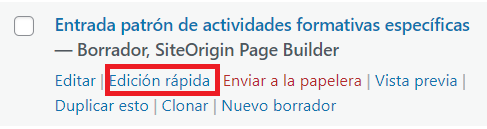 Entrada patrón de actividades formativas específicas
— Borrador, SiteOrigin Page Builder
Editar | Edición rápida | Enviar a la papelera | Vista previa |
Duplicar esto | Clonar | Nuevo borrador